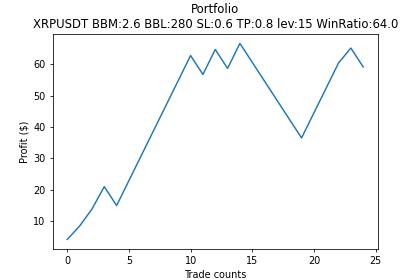 Portfolio
XRPUSDT BBM:2.6 BBL:280 SL:0.6 TP:0.8 lev:15 WinRatio:64.0
60
50
40
30
20
10
Profit ($)
0 5 10 15 20 25
Trade counts